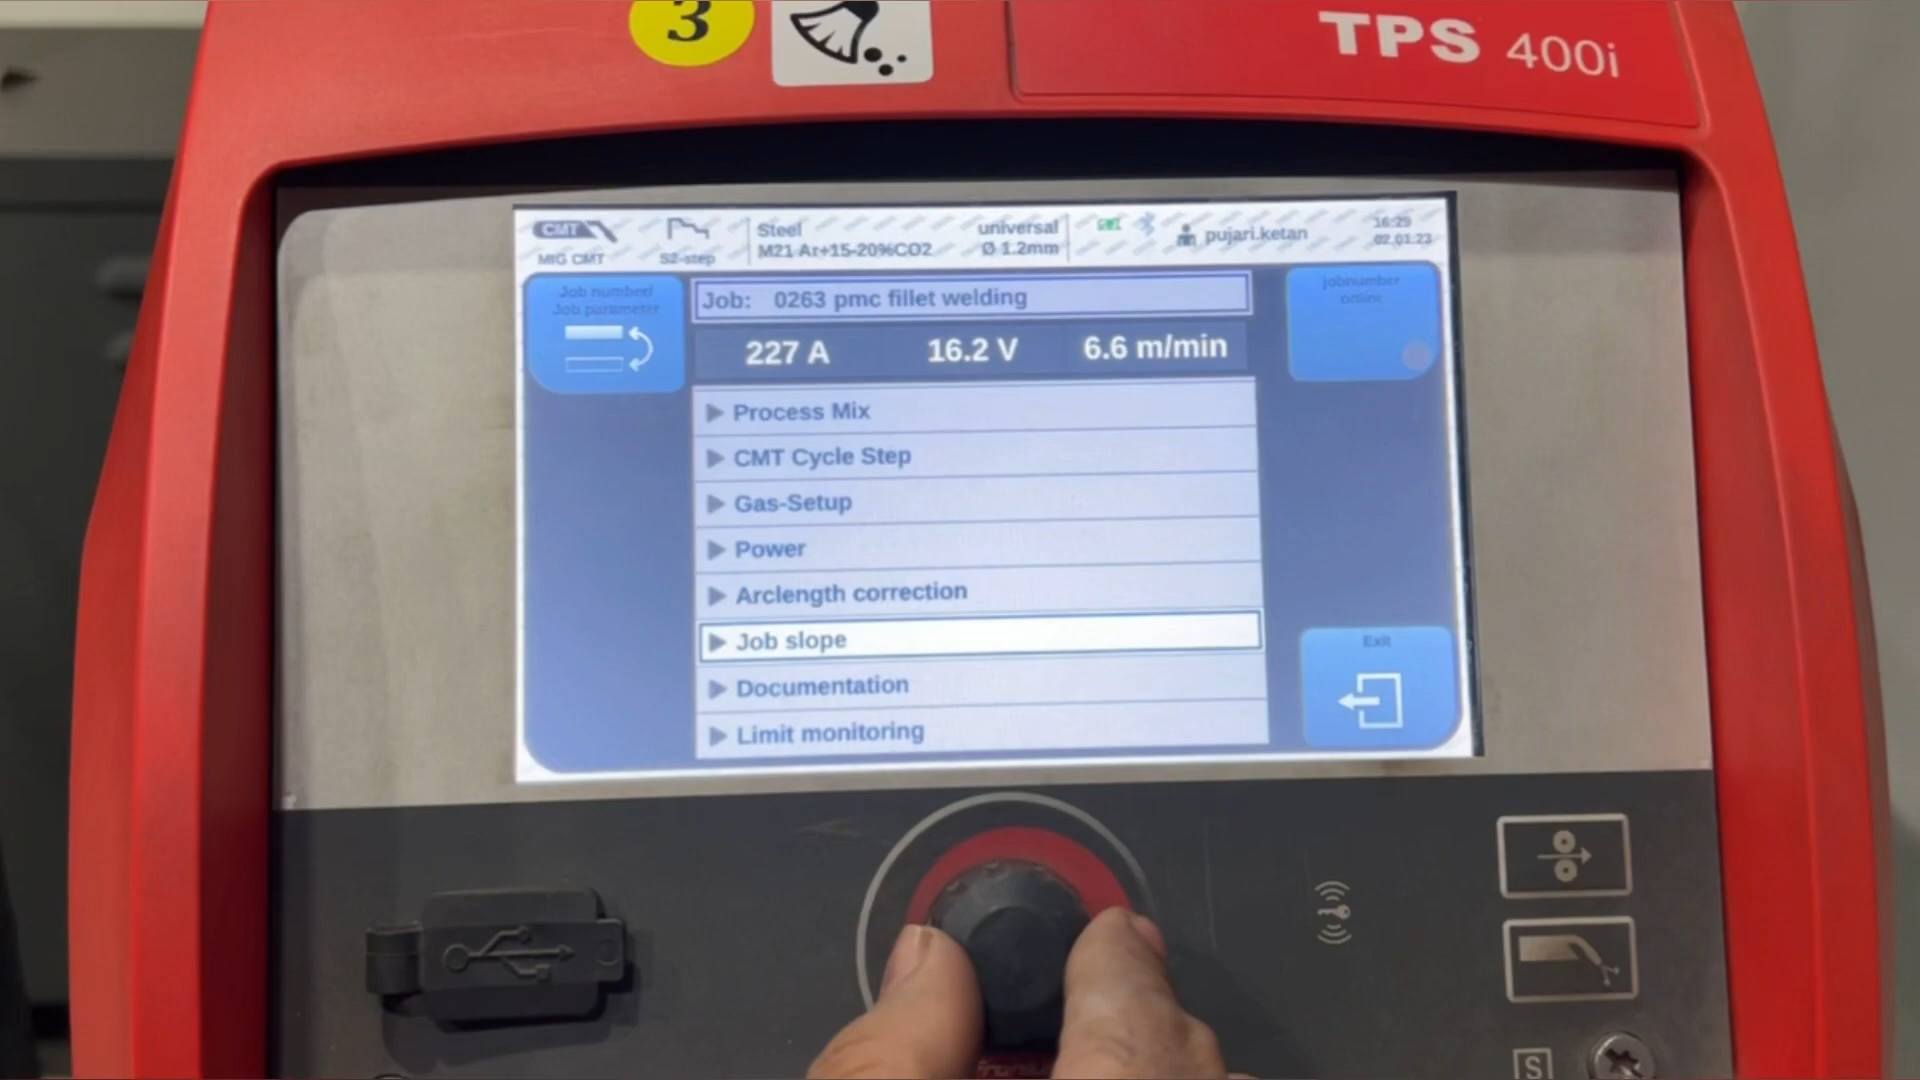 3
TPS 400i
CMT
MIG CMT
S2-step
Steel
M21 Ar+15-20%CO2
universal
Ø 1.2mm
pujari.ketan
16:29
02.01.23
Job number/
Job parameter
Job: 0263 pmc fillet welding
jobnumber
online
227 A 16.2 V 6.6 m/min
Process Mix
CMT Cycle Step
Gas-Setup
Power
Arclength correction
Job slope
Documentation
Limit monitoring
Exit
S